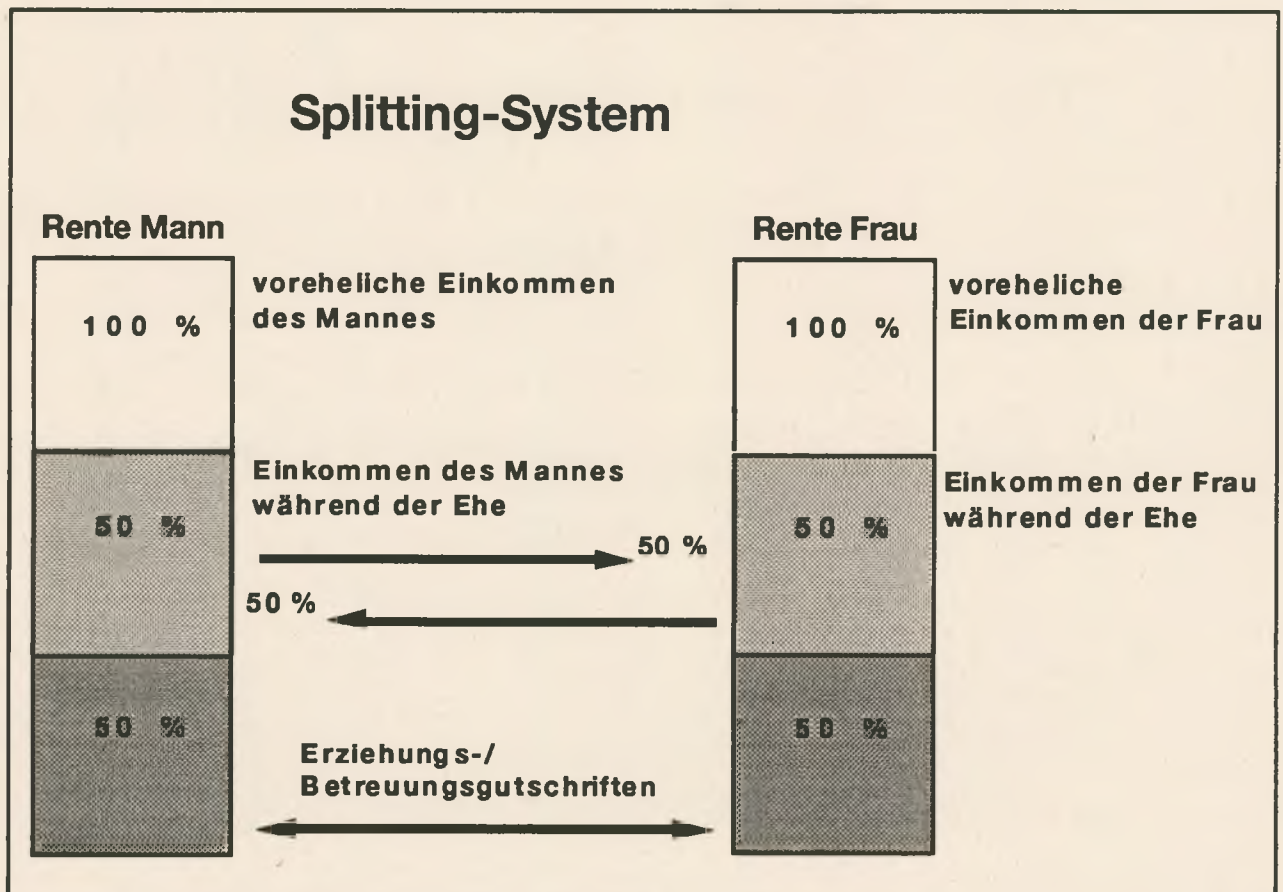 Splitting-System
Rente Mann
100 %
voreheliche Einkommen
des Mannes
50 %
Einkommen des Mannes
während der Ehe
50 %
50 %
50 %
Erziehungs-/
Betreuungsgutschriften
Rente Frau
100 %
voreheliche
Einkommen der Frau
50 %
Einkommen der Frau
während der Ehe
50 %